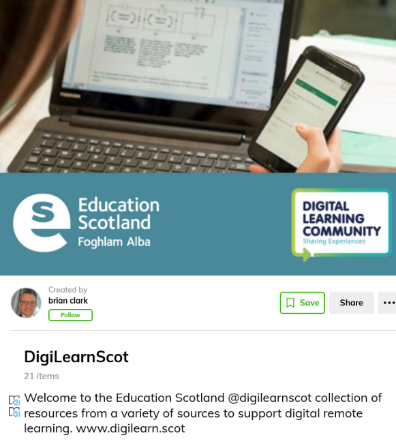 Education
Scotland
Foghlam Alba
DIGITAL
LEARNING
COMMUNITY
Sharing Experiences
Created by
brian clark
Follow
Save
Share
DigiLearnScot
21 items
Welcome to the Education Scotland @digilearnscot collection of
resources from a variety of sources to support digital remote
learning. www.digilearn.scot